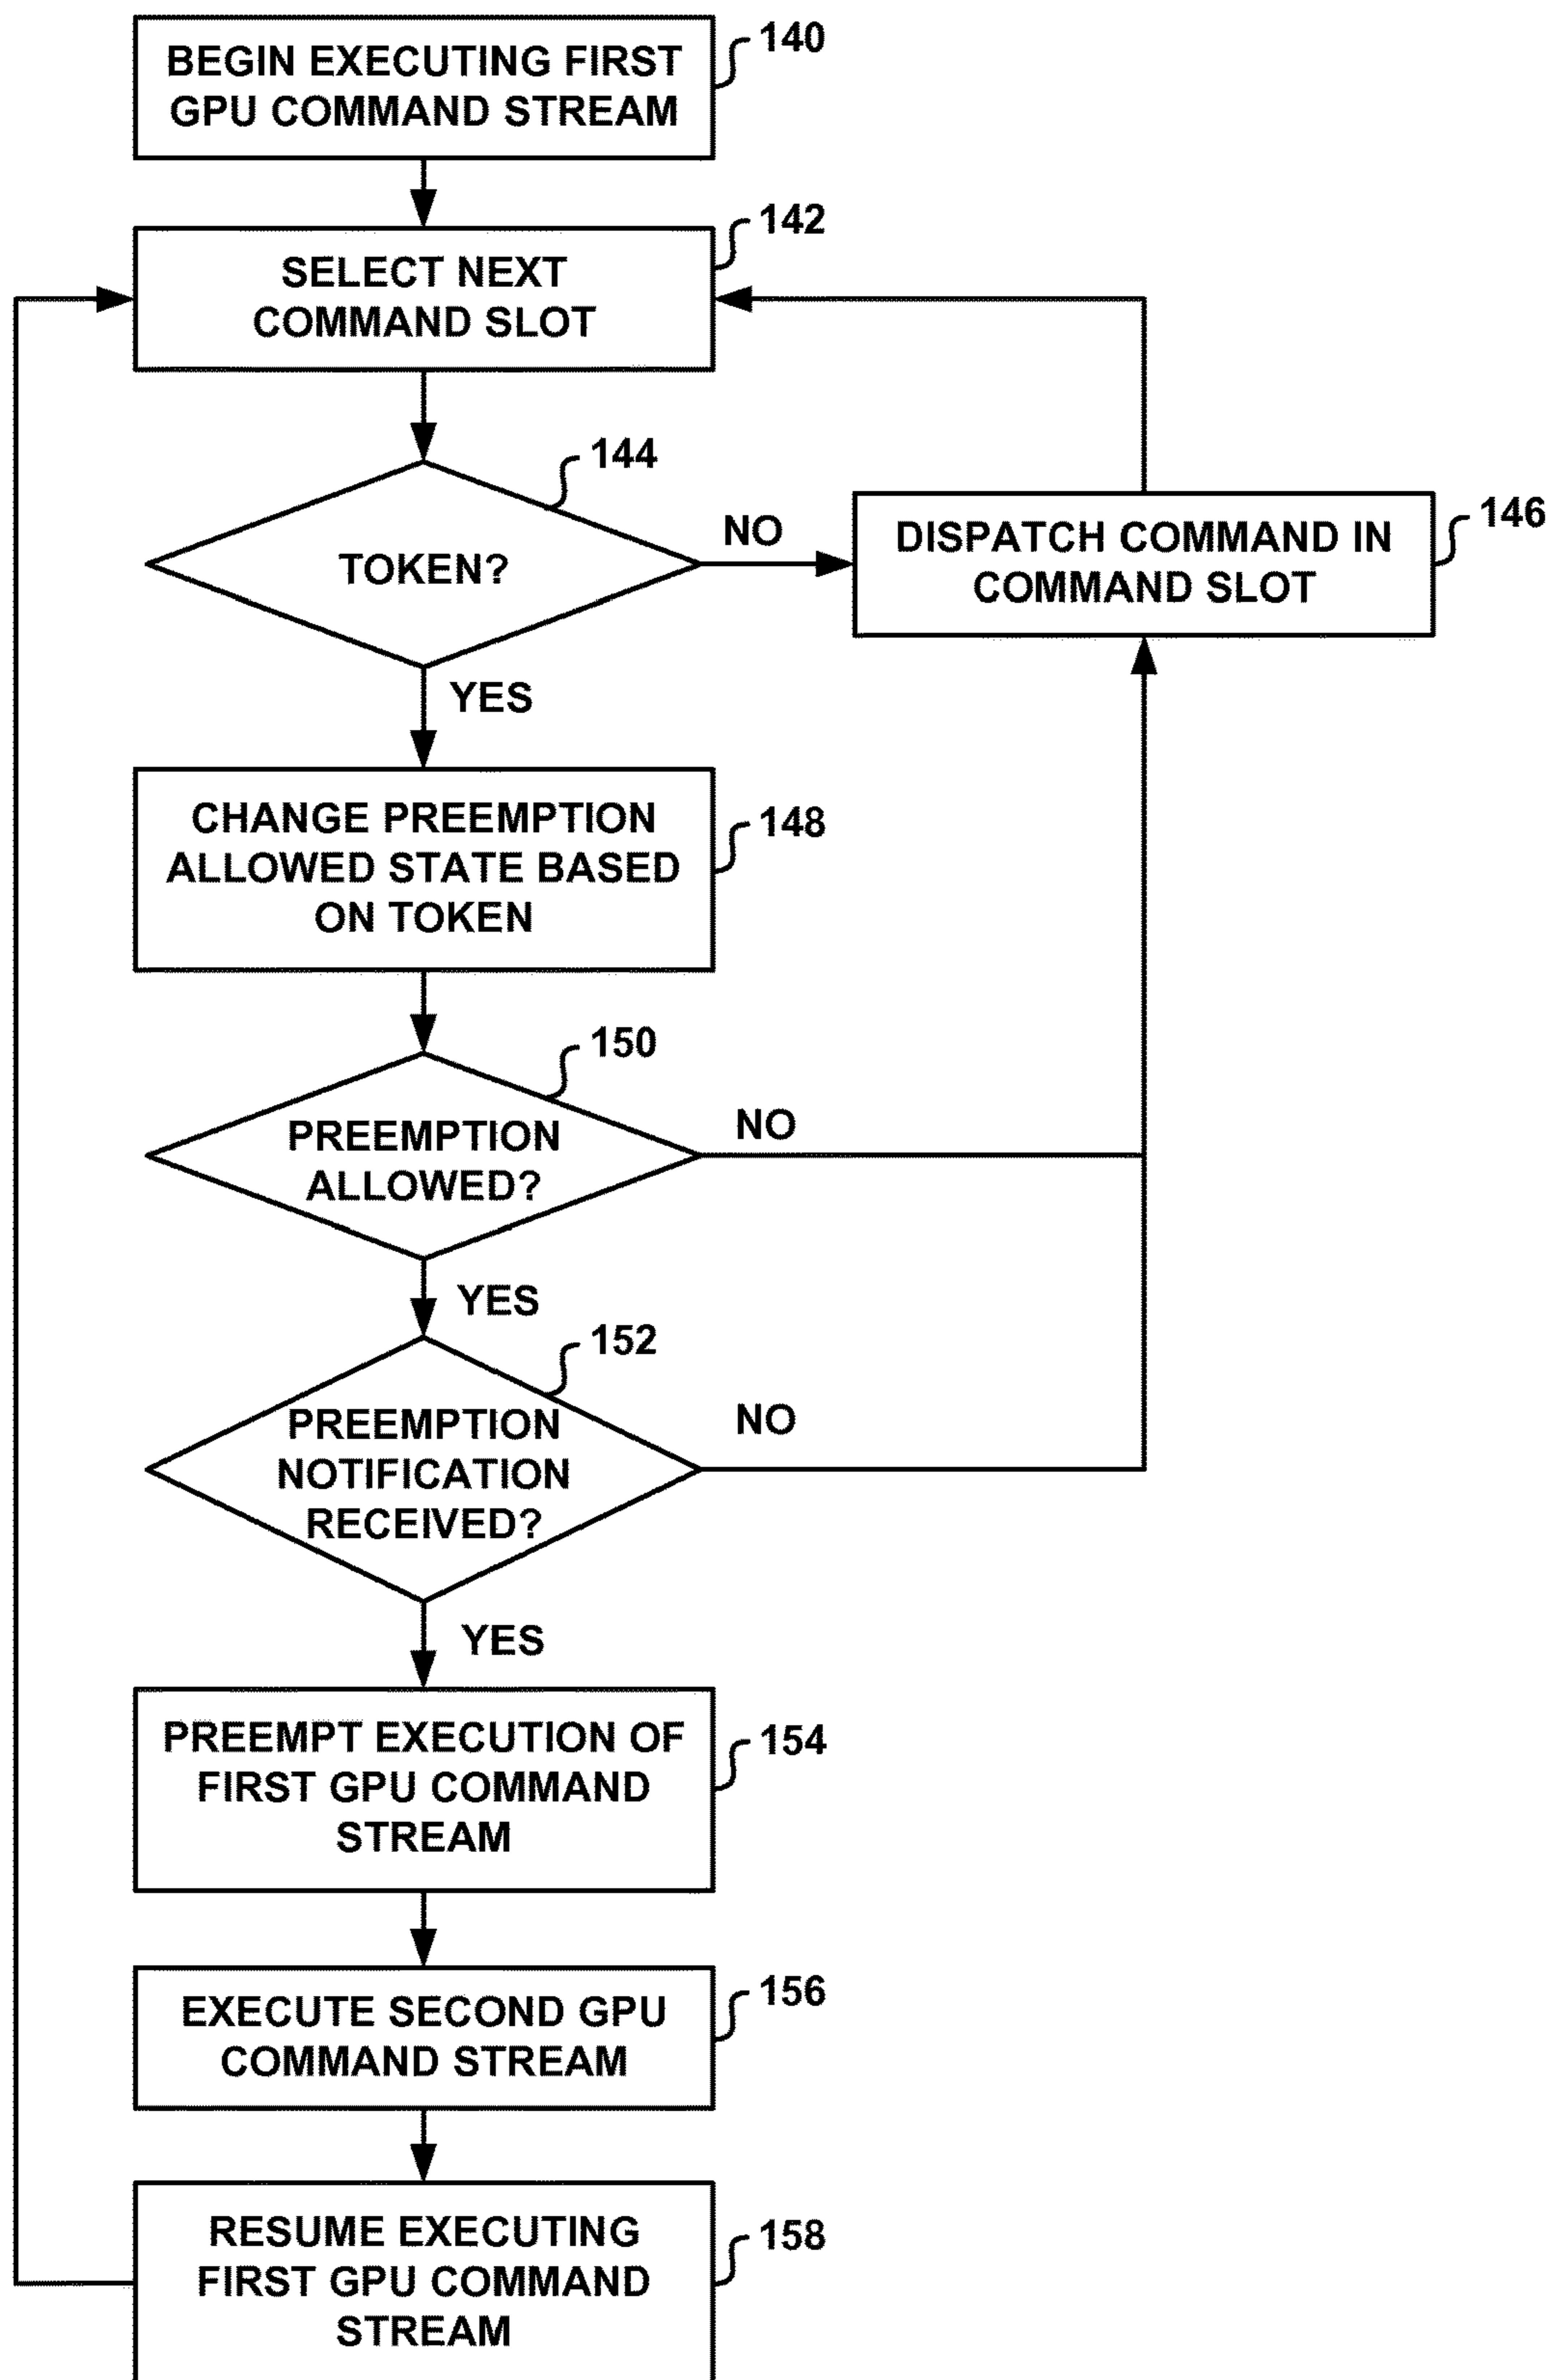 BEGIN EXECUTING FIRST
GPU COMMAND STREAM
140
SELECT NEXT
COMMAND SLOT
142
TOKEN?
144
NO
DISPATCH COMMAND IN
COMMAND SLOT
146
YES
CHANGE PREEMPTION
ALLOWED STATE BASED
ON TOKEN
148
PREEMPTION
ALLOWED?
150
NO
YES
PREEMPTION
NOTIFICATION
RECEIVED?
152
NO
YES
PREEMPT EXECUTION OF
FIRST GPU COMMAND
STREAM
154
EXECUTE SECOND GPU
COMMAND STREAM
156
RESUME EXECUTING
FIRST GPU COMMAND
STREAM
158